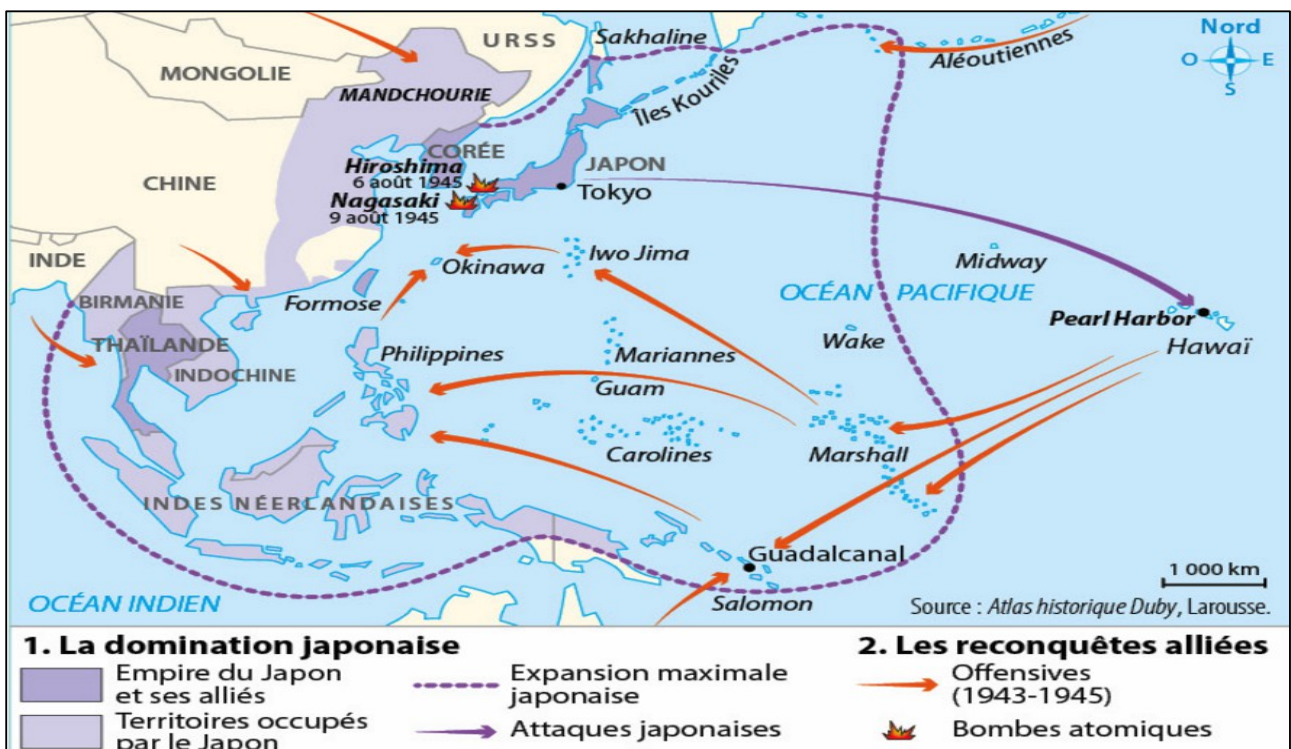 URSS
Sakhaline
Nord
O
E
S
Aléoutiennes
MONGOLIE
MANDCHOURIE
Îles Kouriles
CORÉE
Hiroshima
6 août 1945
JAPON
CHINE
Nagasaki
9 août 1945
Tokyo
INDE
Okinawa
Iwo Jima
Midway
BIRMANIE
Formose
OCÉAN PACIFIQUE
Pearl Harbor
THAÏLANDE
Philippines
Mariannes
Wake
Hawaï
INDOCHINE
Guam
Carolines
Marshall
INDES NÉERLANDAISES
Guadalcanal
1 000 km
OCÉAN INDIEN
Salomon
Source : Atlas historique Duby, Larousse.
1. La domination japonaise
Empire du Japon
et ses alliés
Territoires occupés
par le Japon
Expansion maximale
japonaise
Attaques japonaises
2. Les reconquêtes alliées
Offensives
(1943-1945)
Bombes atomiques